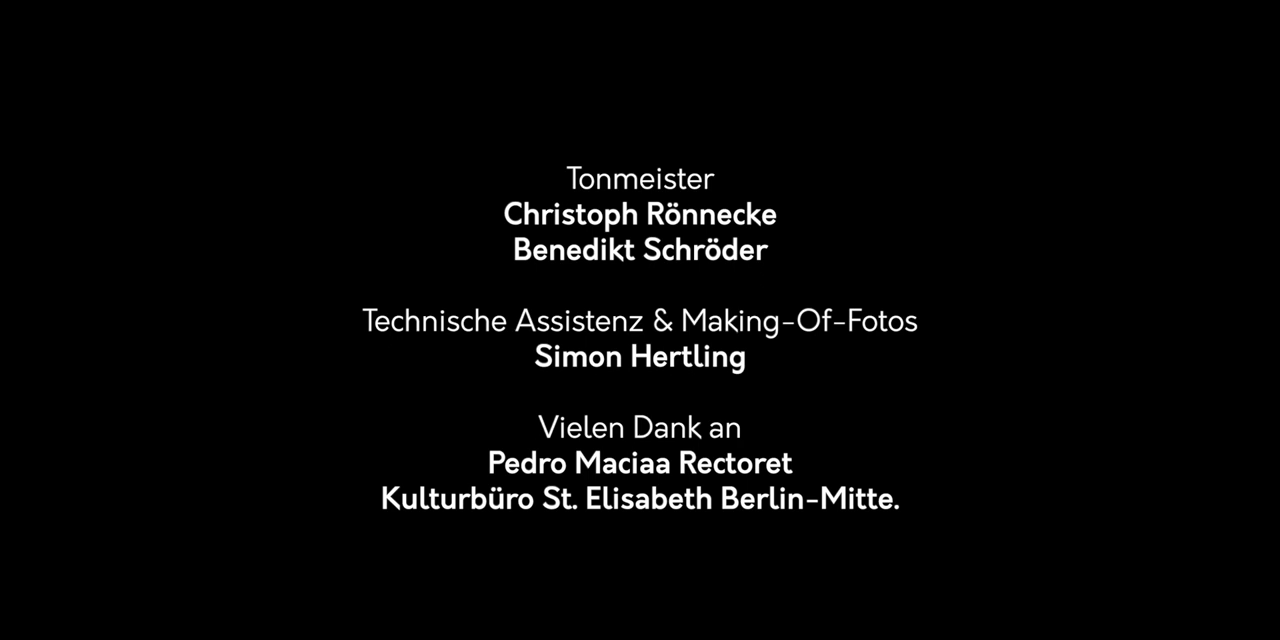 Tonmeister
Christoph Rönnecke
Benedikt Schröder
Technische Assistenz & Making-Of-Fotos
Simon Hertling
Vielen Dank an
Pedro Maciaa Rectoret
Kulturbüro St. Elisabeth Berlin-Mitte.